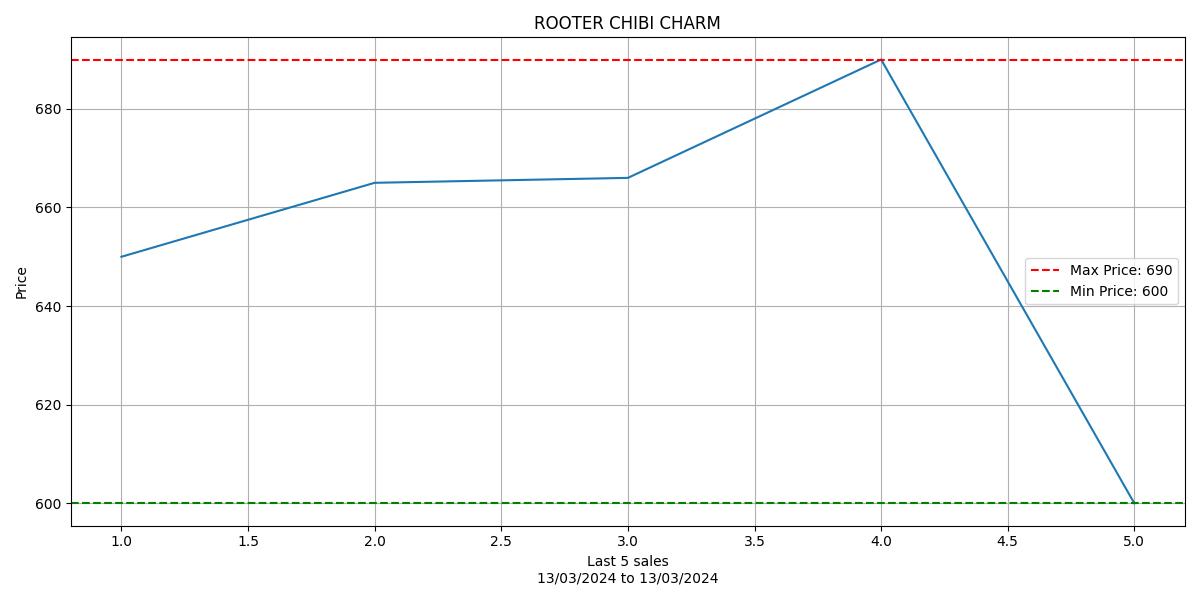 ROOTER CHIBI CHARM
Price
680
660
640
620
600
Max Price: 690
Min Price: 600
1.0 1.5 2.0 2.5 3.0 3.5 4.0 4.5 5.0
Last 5 sales
13/03/2024 to 13/03/2024